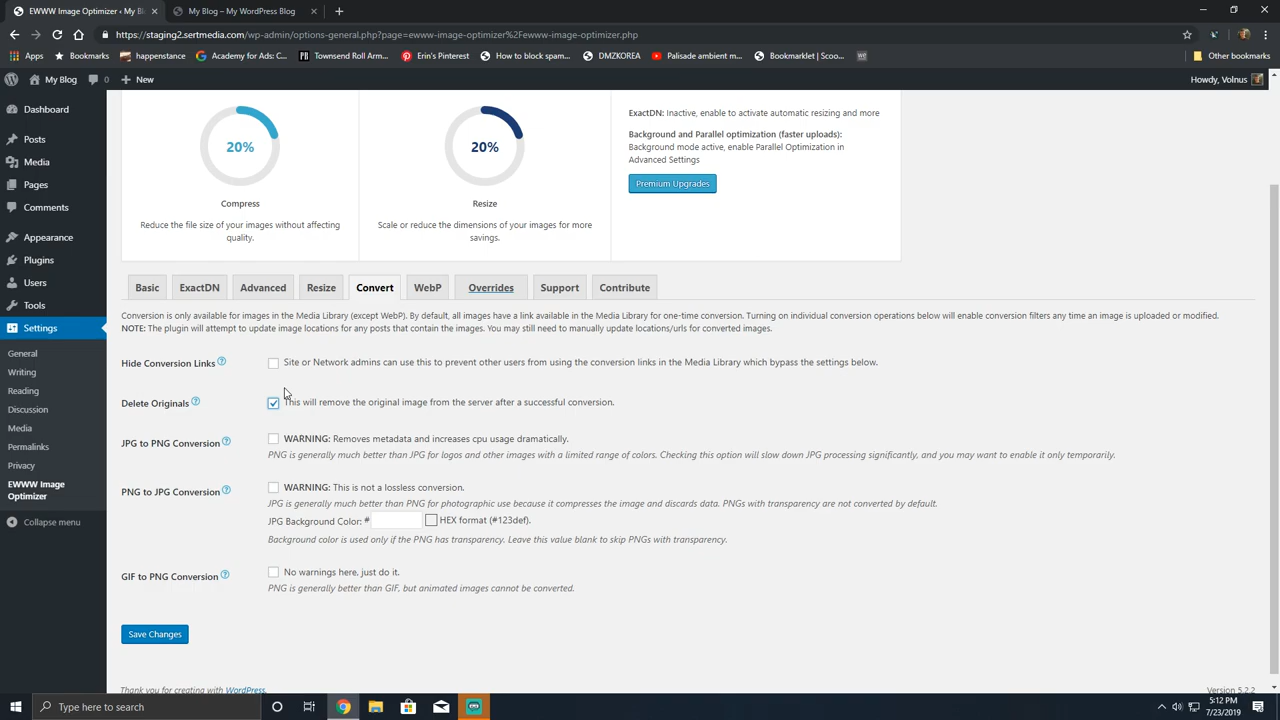 EWWW Image Optimizer ‹ My Bl
My WordPress Blog
https://staging2.sertmedia.com/wp-admin/options-general.php?page=ewww-image-optimizer%2Fewww-image-optimizer.php
Apps
happenstance
Academy for Ads: C...
Townsend Roll Arm...
Pin's Erin's Pinterest
How to block spam...
DMZKOREA
Palisade ambient m...
Bookmarklet | Scoo...
Other bookmarks
My Blog
0
New
Howdy, Volnus
Dashboard
Posts
Media
Pages
Comments
Appearance
Plugins
Users
Tools
Settings
General
Writing
Reading
Discussion
Media
Permalinks
Privacy
EWWW Image
Optimizer
Collapse menu
20%
Compress
Reduce the file size of your images without affecting
quality.
20%
Resize
Scale or reduce the dimensions of your images for more
savings.
ExactDN: Inactive, enable to activate automatic resizing and more
Background and Parallel optimization (faster uploads):
Background mode active, enable Parallel Optimization in
Advanced Settings
Premium Upgrades
Basic
ExactDN
Advanced
Resize
Convert
WebP
Overrides
Support
Contribute
Conversion is only available for images in the Media Library (except WebP). By default, all images have a link available in the Media Library for one-time conversion. Turning on individual conversion operations below will enable conversion filters any time an image is uploaded or modified.
NOTE: The plugin will attempt to update image locations for any posts that contain the images. You may still need to manually update locations/urls for converted images.
Hide Conversion Links
Site or Network admins can use this to prevent other users from using the conversion links in the Media Library which bypass the settings below.
Delete Originals
This will remove the original image from the server after a successful conversion.
JPG to PNG Conversion
WARNING: Removes metadata and increases cpu usage dramatically.
PNG is generally much better than JPG for logos and other images with a limited range of colors. Checking this option will slow down JPG processing significantly, and you may want to enable it only temporarily.
PNG to JPG Conversion
WARNING: This is not a lossless conversion.
JPG is generally much better than PNG for photographic use because it compresses the image and discards data. PNGs with transparency are not converted by default.
JPG Background Color: #
HEX format (#123def).
Background color is used only if the PNG has transparency. Leave this value blank to skip PNGs with transparency.
GIF to PNG Conversion
No warnings here, just do it.
PNG is generally better than GIF, but animated images cannot be converted.
Save Changes
Thank you for creating with WordPress.
Version 5.2.2
Type here to search
5:12 PM
7/23/2019